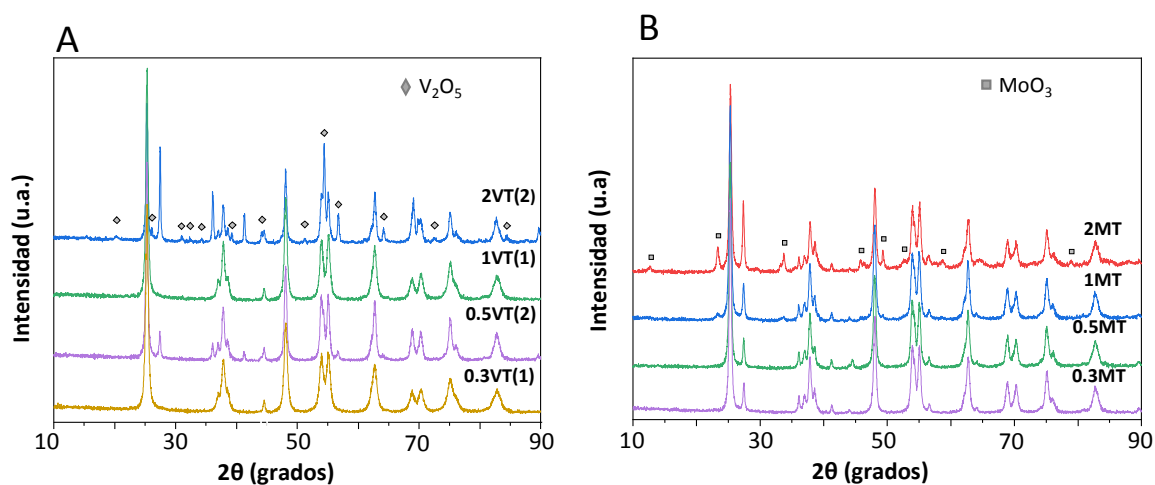 A
V₂O₅
2VT(2)
1VT(1)
0.5VT(2)
0.3VT(1)
Intensidad (u.a.)
10 30 50 70 90
2θ (grados)
B
MoO₃
2MT
1MT
0.5MT
0.3MT
Intensidad (u.a)
10 30 50 70 90
2θ (grados)